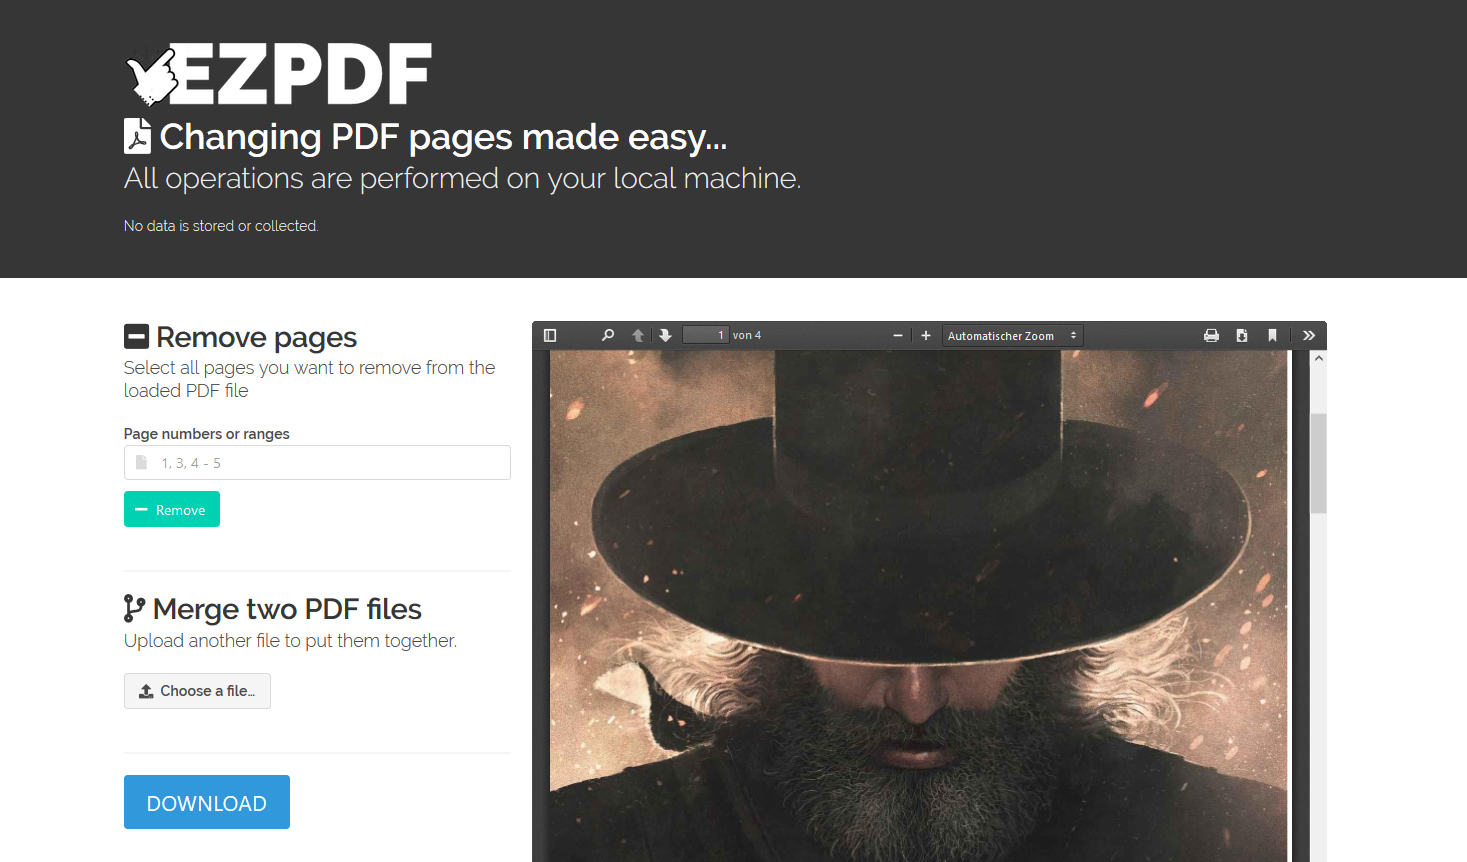 EZPDF
Changing PDF pages made easy...
All operations are performed on your local machine.
No data is stored or collected.
Remove pages
Select all pages you want to remove from the
loaded PDF file
Page numbers or ranges
1, 3, 4 - 5
Remove
Merge two PDF files
Upload another file to put them together.
Choose a file...
DOWNLOAD
1 von 4
Automatischer Zoom